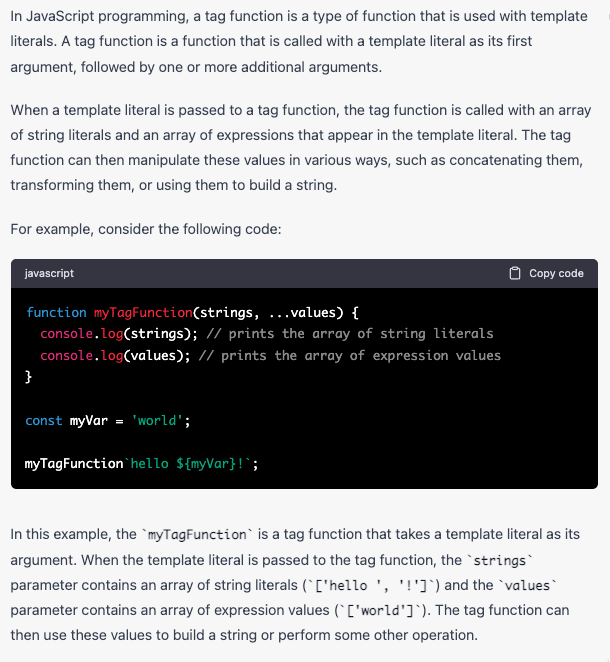 In JavaScript programming, a tag function is a type of function that is used with template
literals. A tag function is a function that is called with a template literal as its first
argument, followed by one or more additional arguments.
When a template literal is passed to a tag function, the tag function is called with an array
of string literals and an array of expressions that appear in the template literal. The tag
function can then manipulate these values in various ways, such as concatenating them,
transforming them, or using them to build a string.
For example, consider the following code:
javascript Copy code
function myTagFunction(strings, ...values) {
  console.log(strings); // prints the array of string literals
  console.log(values); // prints the array of expression values
}
const myVar = 'world';
myTagFunction`hello ${myVar}!`;
In this example, the `myTagFunction` is a tag function that takes a template literal as its
argument. When the template literal is passed to the tag function, the `strings`
parameter contains an array of string literals (`['hello ', '!']`) and the `values`
parameter contains an array of expression values (`['world']`). The tag function can
then use these values to build a string or perform some other operation.